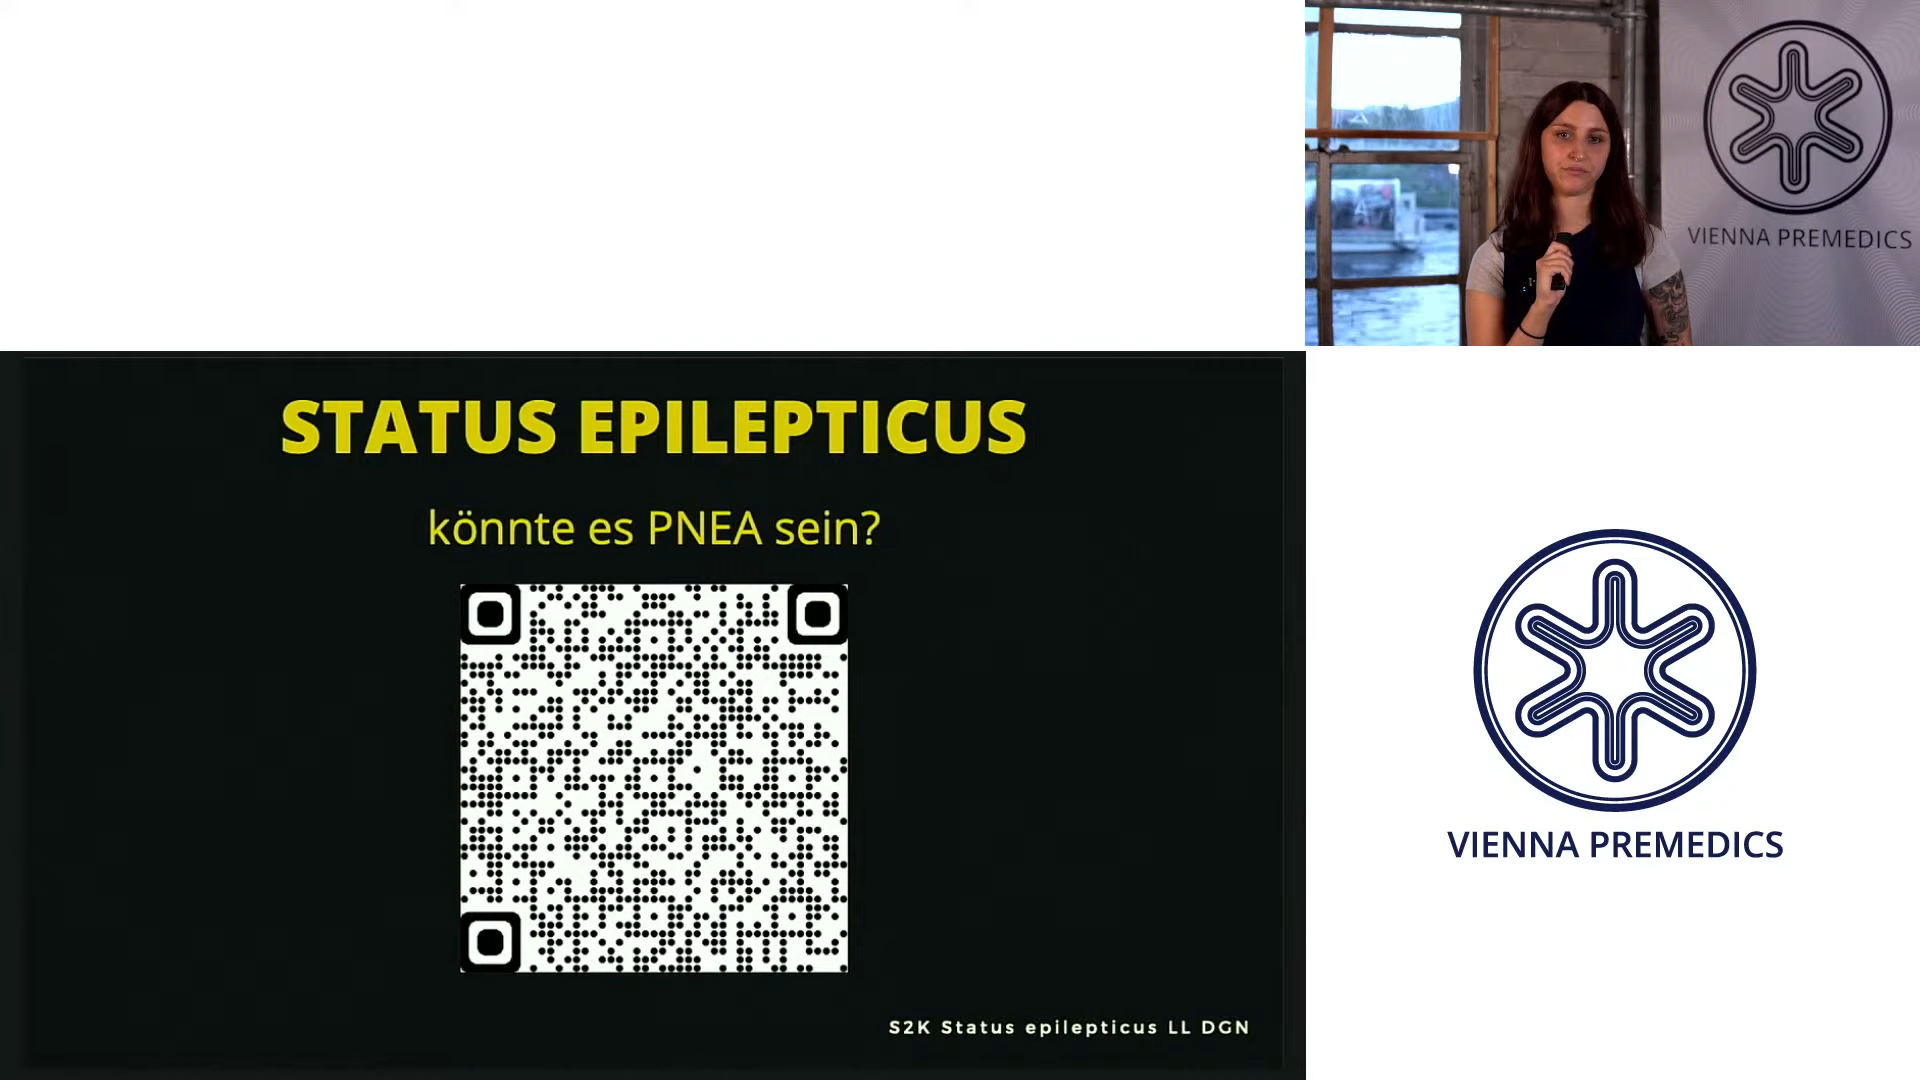 VIENNA PREMEDICS
STATUS EPILEPTICUS
könnte es PNEA sein?
S2K Status epilepticus LL DGN
VIENNA PREMEDICS